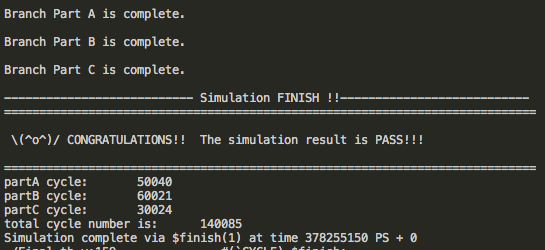 Branch Part A is complete.
Branch Part B is complete.
Branch Part C is complete.
--------------------------- Simulation FINISH !!---------------------------
============================================================================
\(^o^)/ CONGRATULATIONS!! The simulation result is PASS!!!
============================================================================
partA cycle: 50040
partB cycle: 60021
partC cycle: 30024
total cycle number is: 140085
Simulation complete via $finish(1) at time 378255150 PS + 0